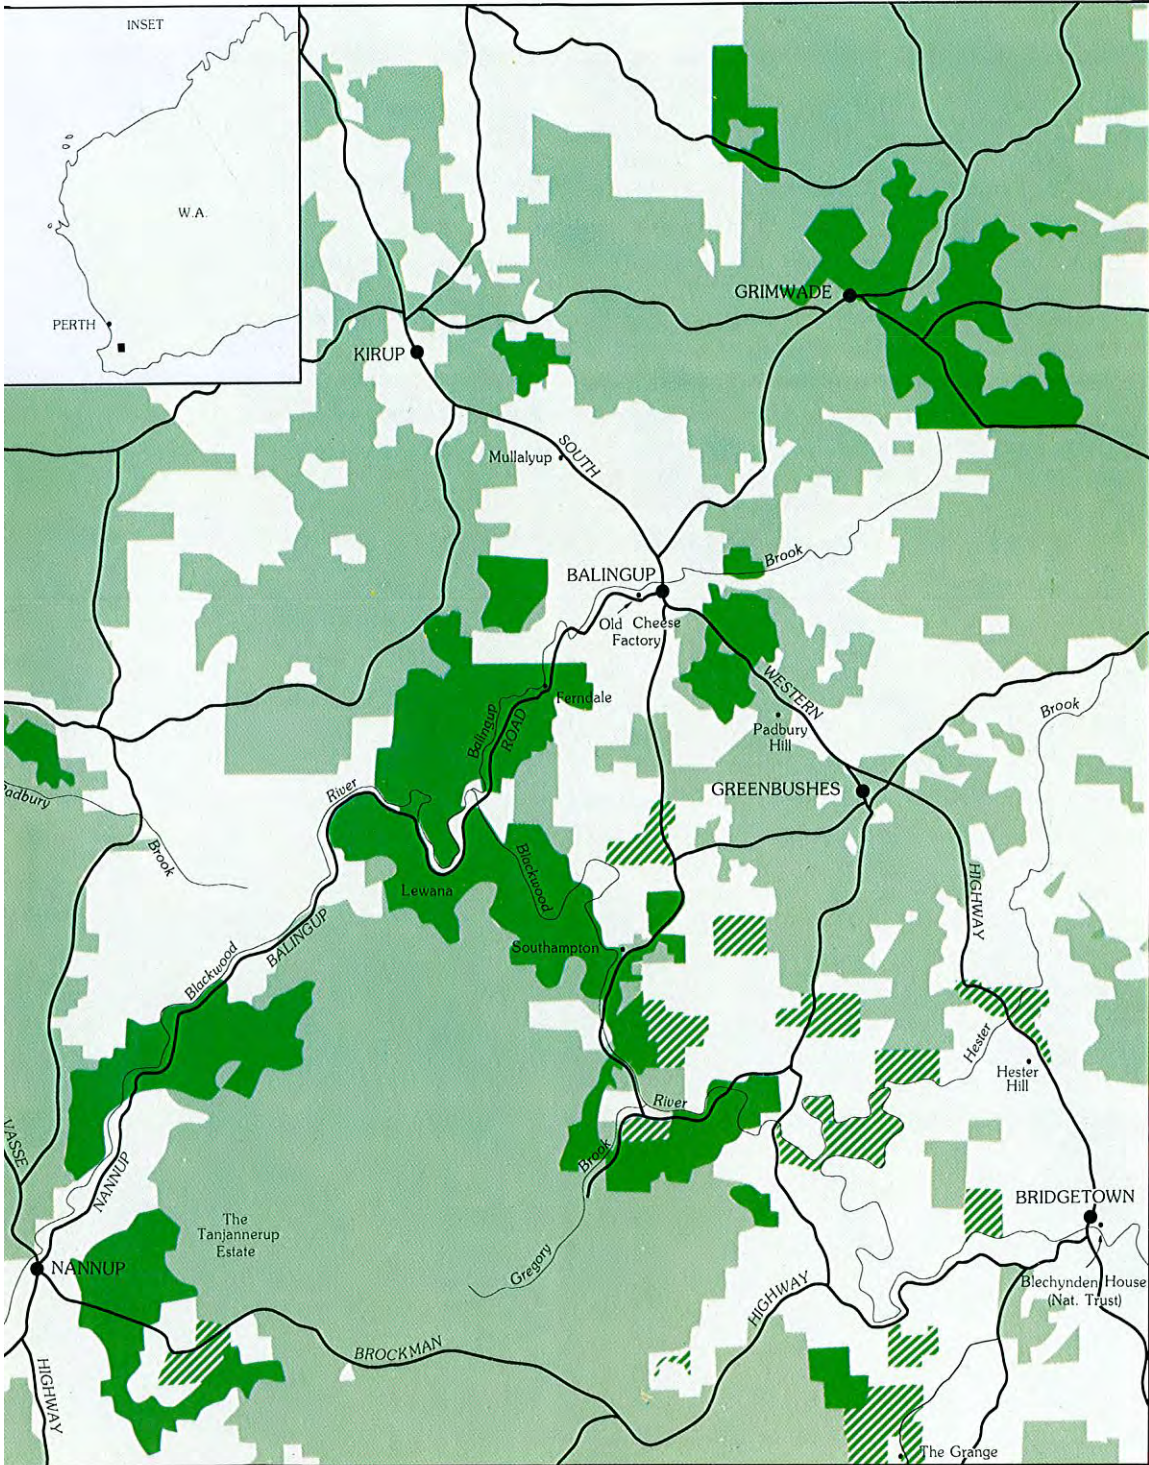 INSET
W.A.
PERTH
GRIMWADE
KIRUP
SOUTH
Mullalyup
Brook
BALINGUP
Old Cheese
Factory
WESTERN
Ferndale
Balingup
ROAD
Padbury
Hill
Brook
GREENBUSHES
River
Padbury
Brook
Blackwood
Lewana
HIGHWAY
BALINGUP
Blackwood
Southampton
Hester
Hester
Hill
River
Brook
VASSE
NANNUP
BRIDGETOWN
The
Tanjannerup
Estate
Gregory
NANNUP
Blechynden House
(Nat. Trust)
HIGHWAY
BROCKMAN
HIGHWAY
The Grange